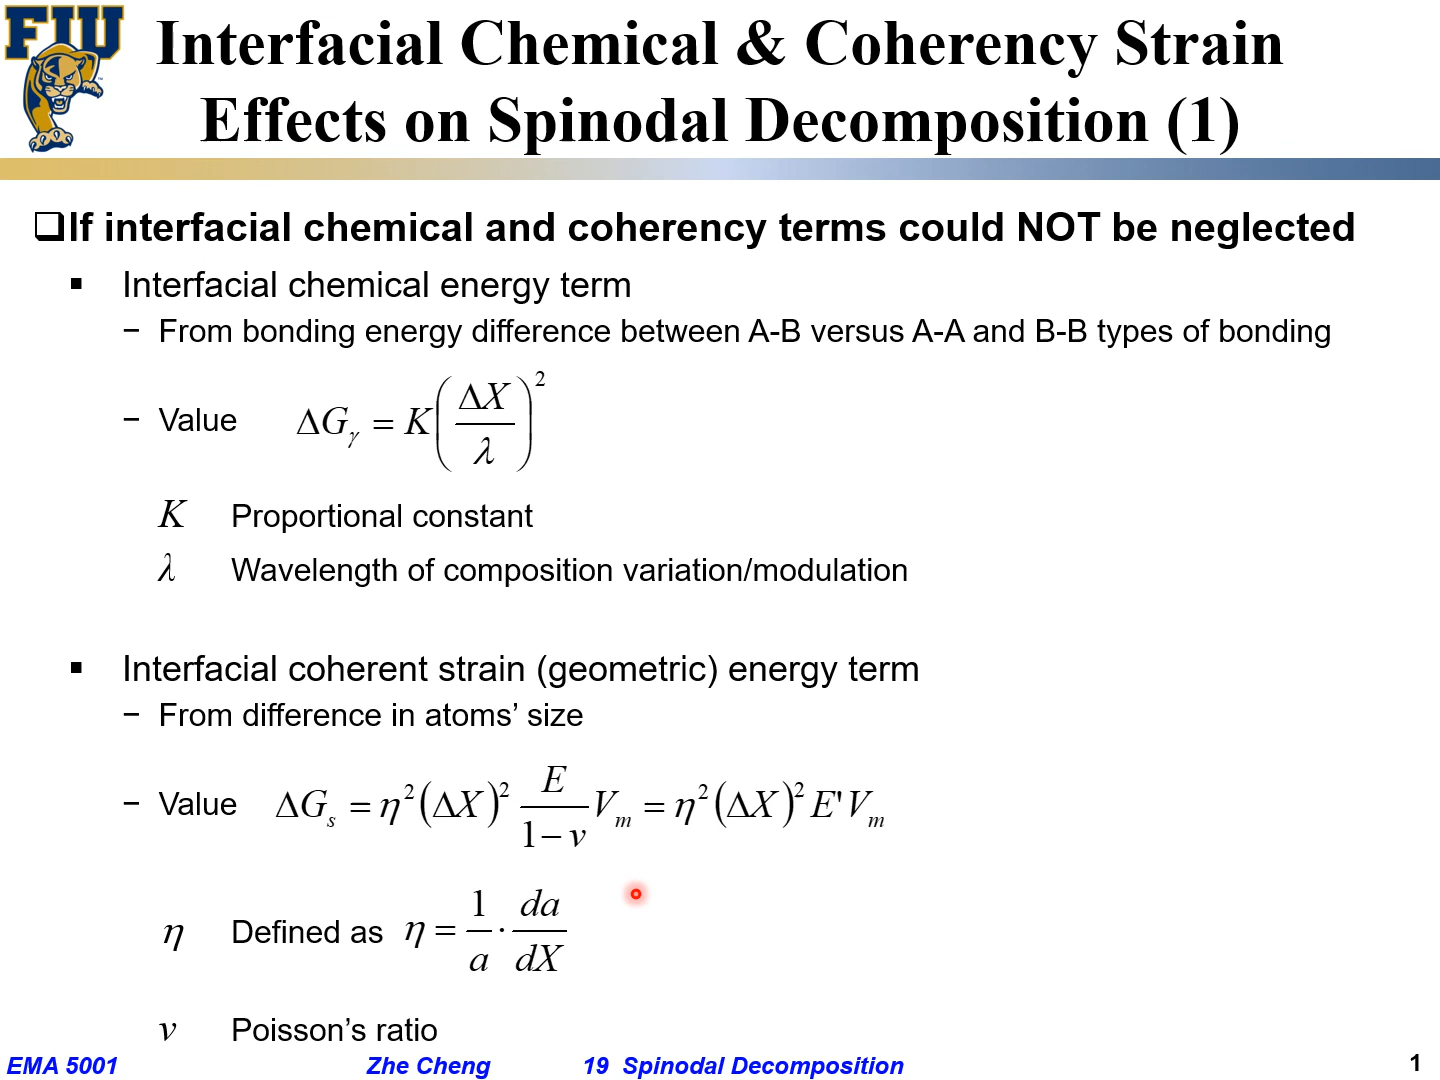 FIU
Interfacial Chemical & Coherency Strain
Effects on Spinodal Decomposition (1)
❑If interfacial chemical and coherency terms could NOT be neglected
▪ Interfacial chemical energy term
− From bonding energy difference between A-A versus A-A and B-B types of bonding
− Value ΔG_γ = K(ΔX/λ)^2
K Proportional constant
λ Wavelength of composition variation/modulation
▪ Interfacial coherent strain (geometric) energy term
− From difference in atoms’ size
− Value ΔG_s = η^2(ΔX)^2 E/(1−ν) V_m = η^2(ΔX)^2 E' V_m
η Defined as η = 1/a · da/dX
ν Poisson’s ratio
EMA 5001 Zhe Cheng 19 Spinodal Decomposition 1